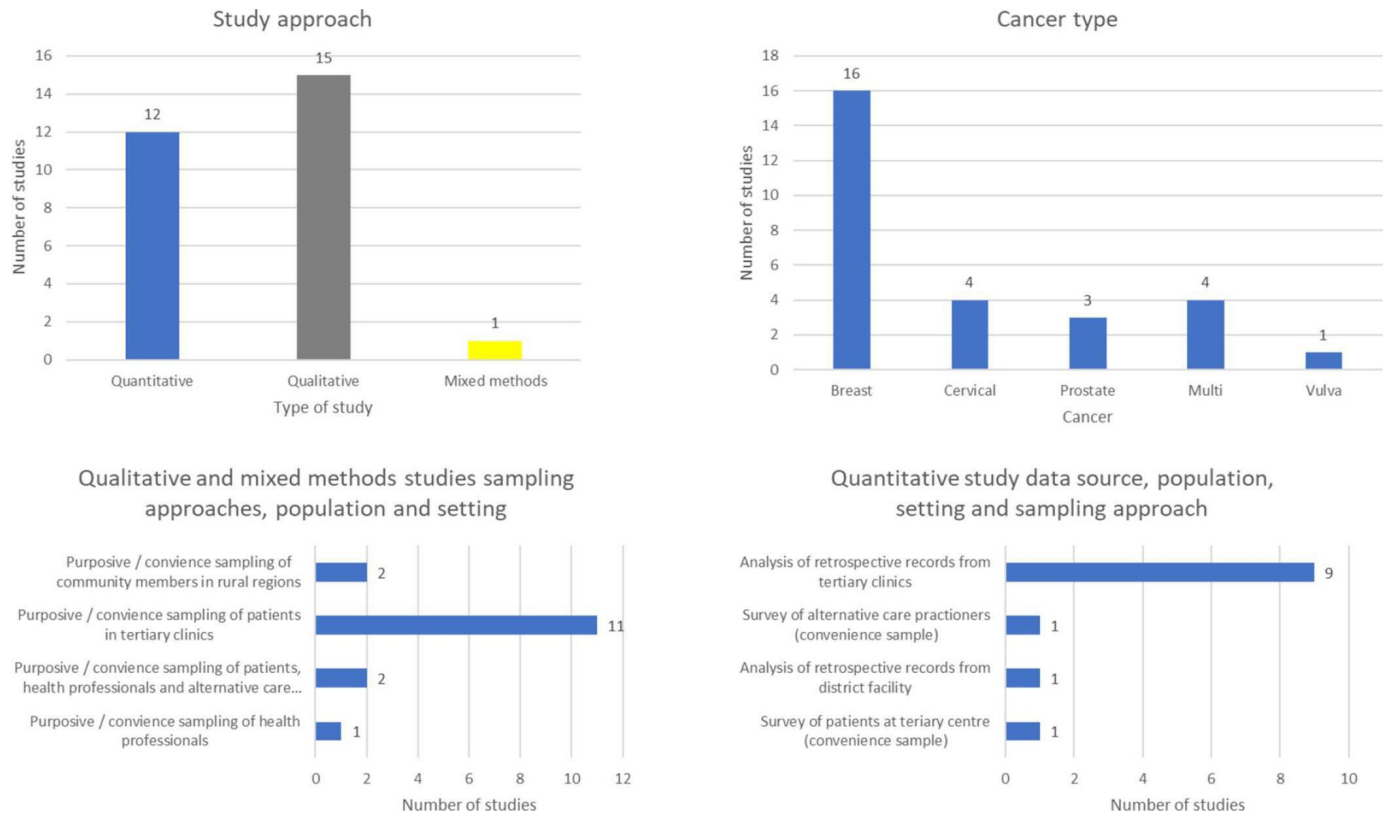 Study approach
16
14
12
10
8
6
4
2
0
Number of studies
12
15
1
Quantitative
Qualitative
Mixed methods
Type of study
Cancer type
18
16
14
12
10
8
6
4
2
0
Number of studies
16
4
3
4
1
Breast
Cervical
Prostate
Multi
Vulva
Cancer
Qualitative and mixed methods studies sampling
approaches, population and setting
Purposive / convience sampling of
community members in rural regions
2
Purposive / convience sampling of patients
in tertiary clinics
11
Purposive / convience sampling of patients,
health professionals and alternative care...
2
Purposive / convience sampling of health
professionals
1
0 2 4 6 8 10 12
Number of studies
Quantitative study data source, population,
setting and sampling approach
Analysis of retrospective records from
tertiary clinics
9
Survey of alternative care practioners
(convenience sample)
1
Analysis of retrospective records from
district facility
1
Survey of patients at teriary centre
(convenience sample)
1
0 2 4 6 8 10
Number of studies